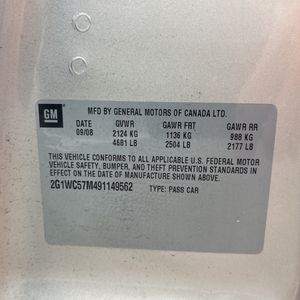 GM
MFD BY GENERAL MOTORS OF CANADA LTD.
DATE GVWR GAWR FRT GAWR RR
09/08 2124 KG 1136 KG 988 KG
4681 LB 2504 LB 2177 LB
THIS VEHICLE CONFORMS TO ALL APPLICABLE U.S. FEDERAL MOTOR
VEHICLE SAFETY, BUMPER, AND THEFT PREVENTION STANDARDS IN
EFFECT ON THE DATE OF MANUFACTURE SHOWN ABOVE.
2G1WC57M491149562 TYPE: PASS CAR